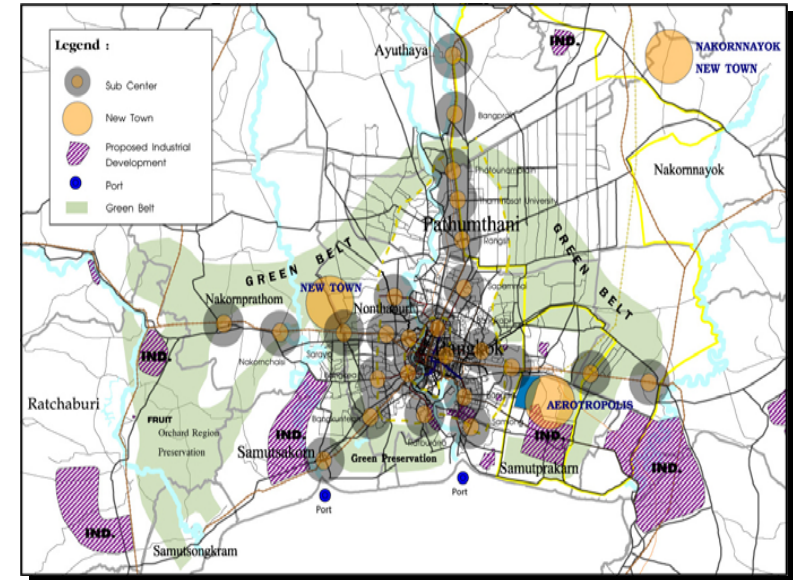 Legend :
Sub Center
New Town
Proposed Industrial
Development
Port
Green Belt
Ayuthaya
IND.
NAKORNNAYOK
NEW TOWN
Bangprain
Nakornnayok
Thammasat University
Pathumthani
Rangsit
GREEN BELT
GREEN BELT
NEW TOWN
Nakornprathom
Nonthaburi
Bangkok
Nakornchaisi
Salaya
IND.
Ratchaburi
AEROTROPOLIS
FRUIT
Orchard Region
Preservation
IND.
Samutsakorn
Green Preservation
IND.
Samutprakarn
IND.
Port
Port
IND.
Samutsongkram